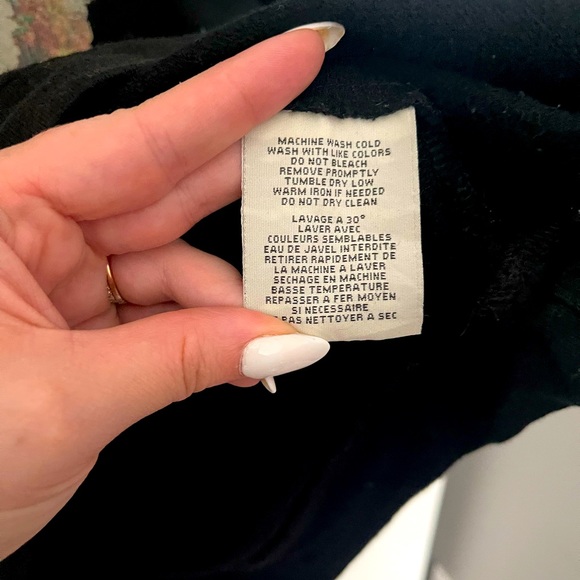 MACHINE WASH COLD
WASH WITH LIKE COLORS
DO NOT BLEACH
REMOVE PROMPTLY
TUMBLE DRY LOW
WARM IRON IF NEEDED
DO NOT DRY CLEAN
LAVAGE A 30°
LAVER AVEC
COULEURS SEMBLABLES
EAU DE JAVEL INTERDITE
RETIRER RAPIDEMENT DE
LA MACHINE A LAVER
SECHAGE EN MACHINE
BASSE TEMPERATURE
REPASSER A FER MOYEN
SI NECESSAIRE
PAS NETTOYER A SEC